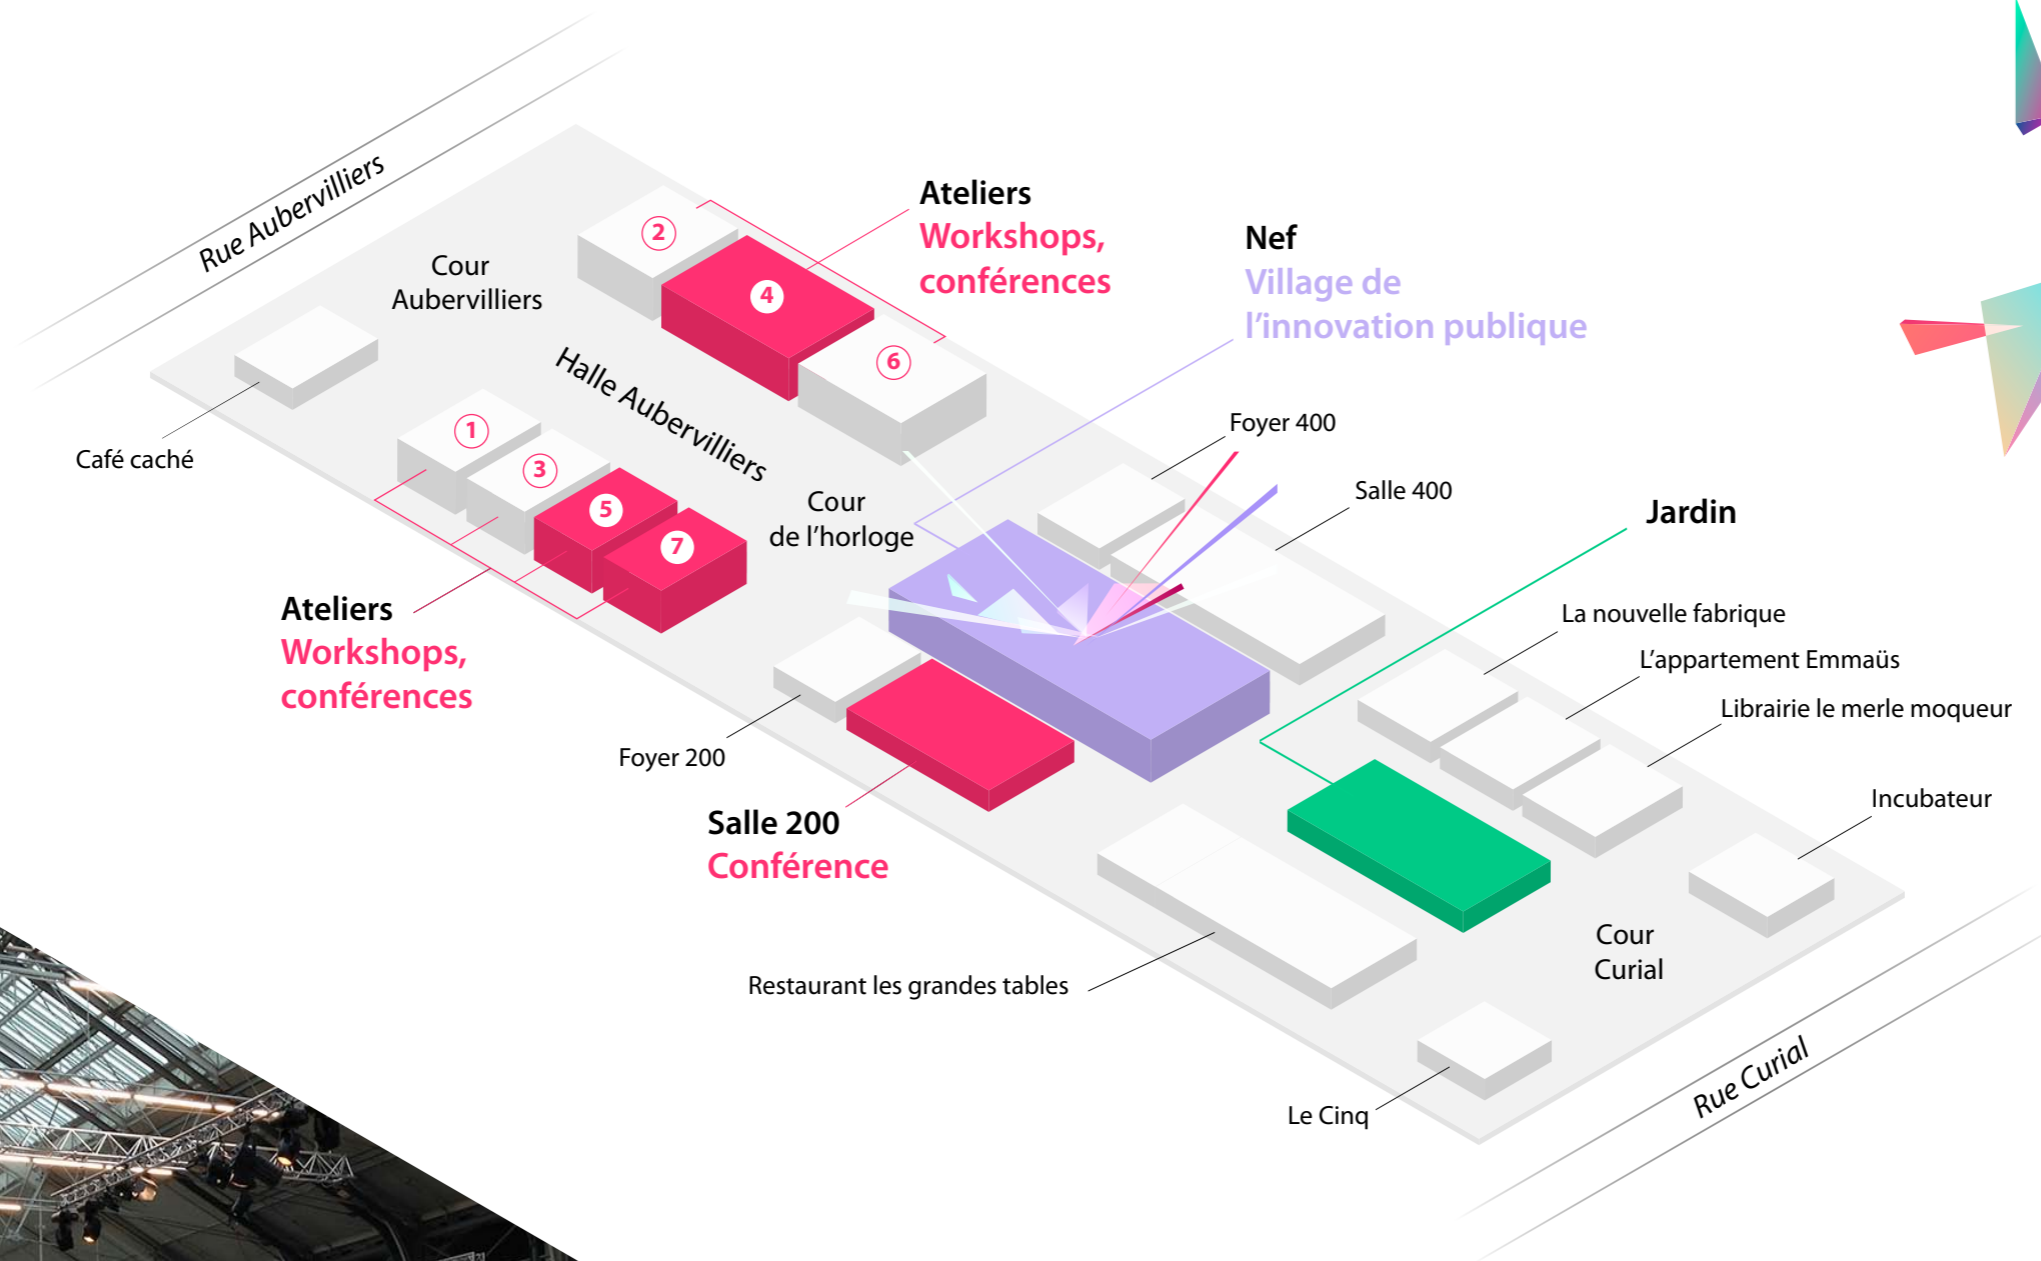 Rue Aubervilliers
Cour
Aubervilliers
Café caché
Halle Aubervilliers
2
4
6
Ateliers
Workshops,
conférences
1
3
5
7
Ateliers
Workshops,
conférences
Cour
de l’horloge
Nef
Village de
l’innovation publique
Foyer 400
Salle 400
Foyer 200
Salle 200
Conférence
Jardin
La nouvelle fabrique
L’appartement Emmaüs
Librairie le merle moqueur
Incubateur
Restaurant les grandes tables
Cour
Curial
Le Cinq
Rue Curial